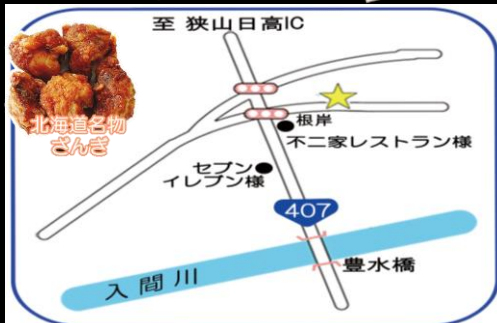 至 狭山日高IC
北海道名物
ざんぎ
根岸
不二家レストラン様
セブン
イレブン様
407
入間川
豊水橋